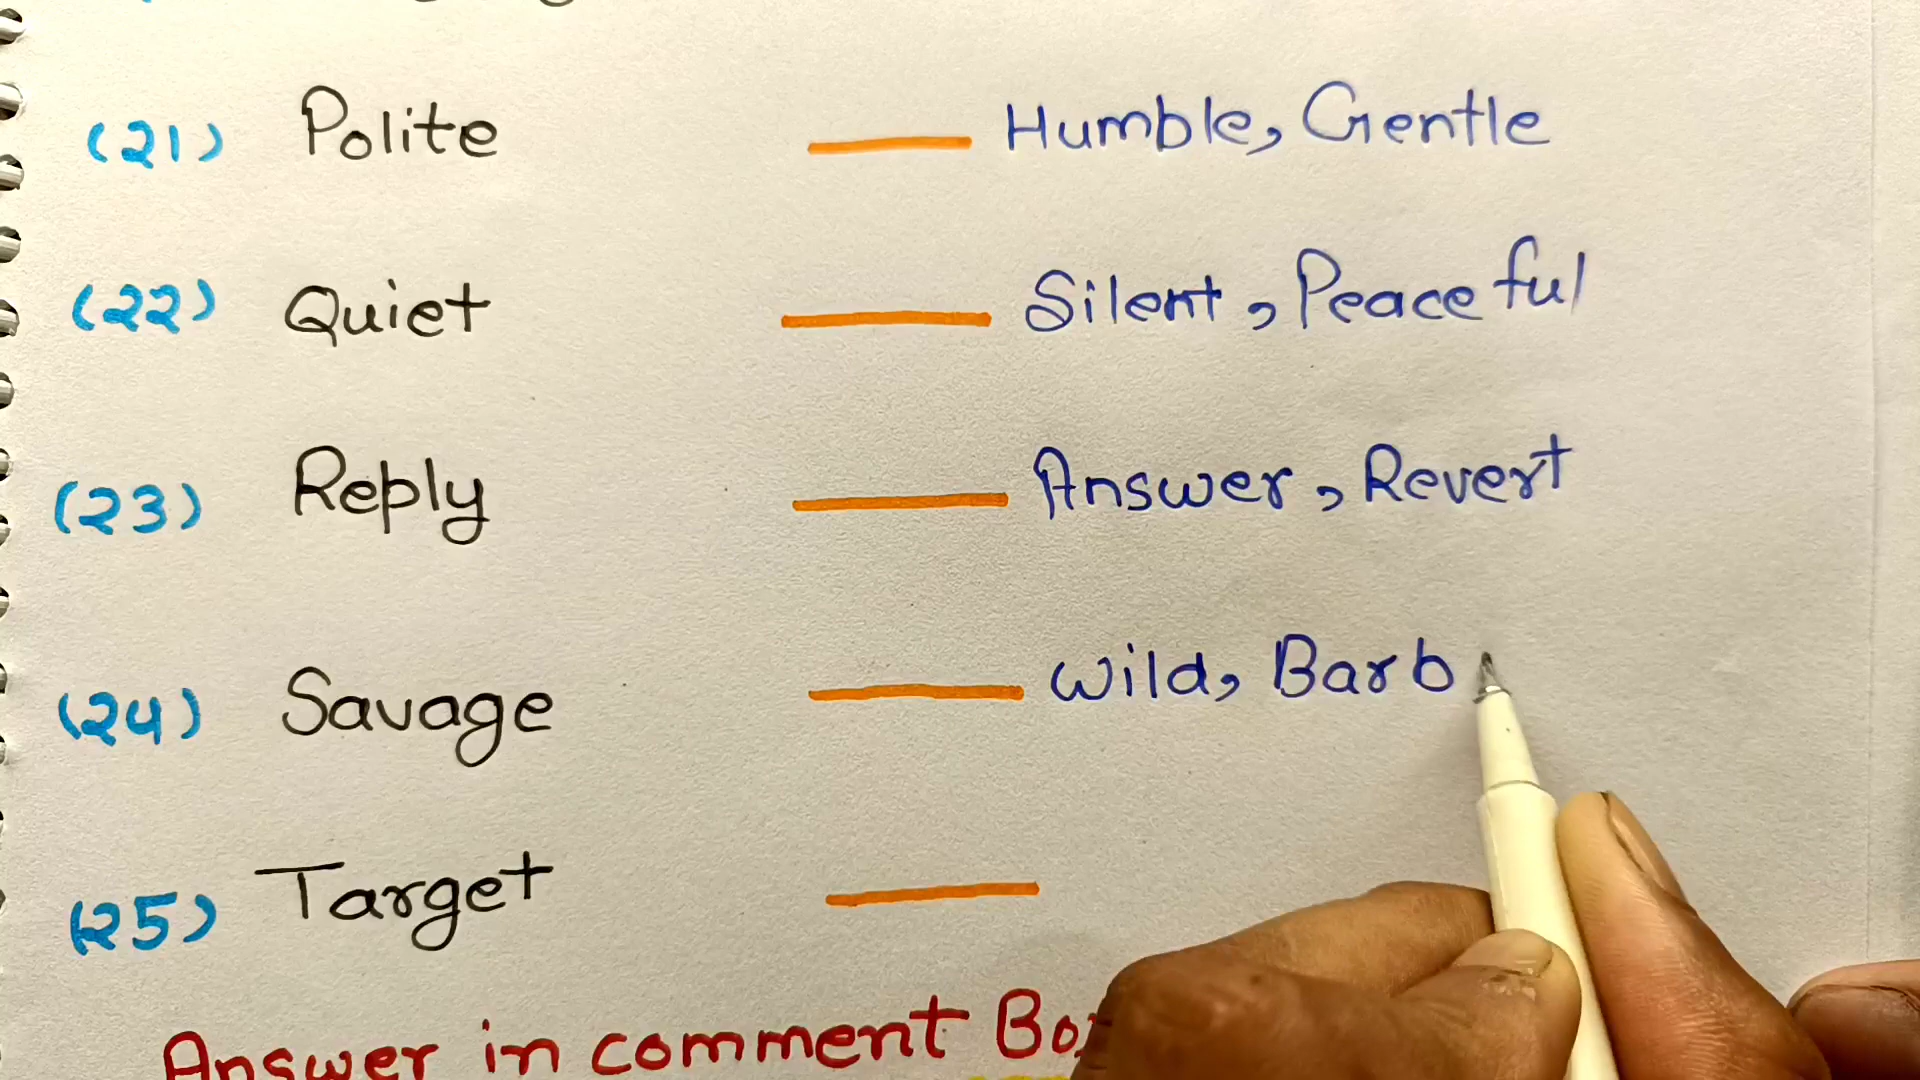 (21) Polite — Humble, Gentle
(22) Quiet — Silent, Peaceful
(23) Reply — Answer, Revert
(24) Savage — Wild, Barb
(25) Target —
Answer in comment